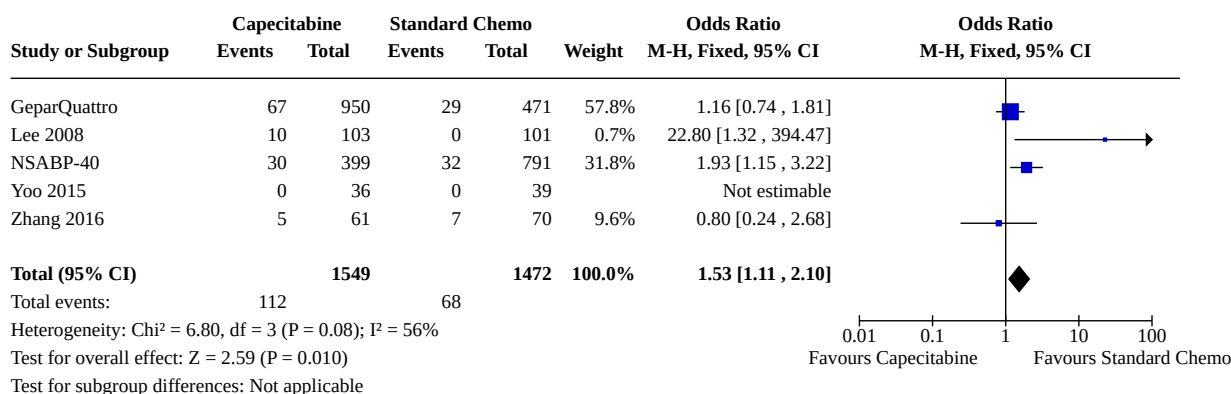 Capecitabine Standard Chemo Odds Ratio Odds Ratio
Study or Subgroup Events Total Events Total Weight M-H, Fixed, 95% CI M-H, Fixed, 95% CI
GeparQuattro 67 950 29 471 57.8% 1.16 [0.74 , 1.81]
Lee 2008 10 103 0 101 0.7% 22.80 [1.32 , 394.47]
NSABP-40 30 399 32 791 31.8% 1.93 [1.15 , 3.22]
Yoo 2015 0 36 0 39 Not estimable
Zhang 2016 5 61 7 70 9.6% 0.80 [0.24 , 2.68]
Total (95% CI) 1549 1472 100.0% 1.53 [1.11 , 2.10]
Total events: 112 68
Heterogeneity: Chi² = 6.80, df = 3 (P = 0.08); I² = 56%
Test for overall effect: Z = 2.59 (P = 0.010)
Test for subgroup differences: Not applicable
0.01 0.1 1 10 100
Favours Capecitabine Favours Standard Chemo